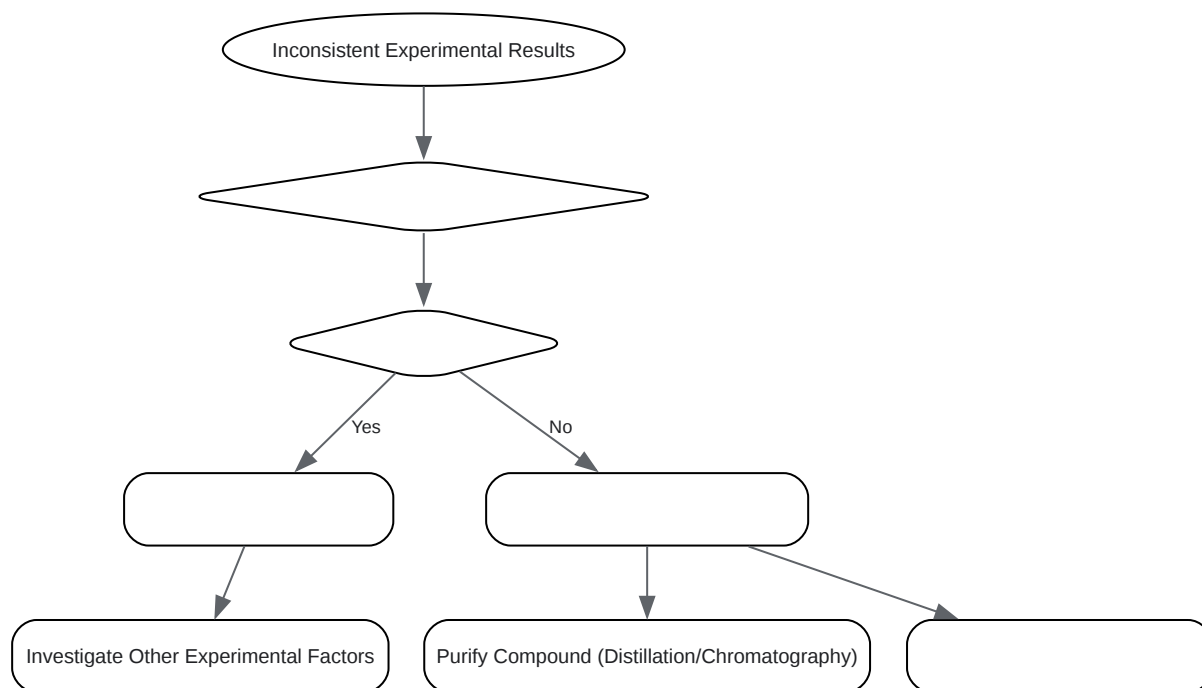 Inconsistent Experimental Results
Yes
No
Investigate Other Experimental Factors
Purify Compound (Distillation/Chromatography)